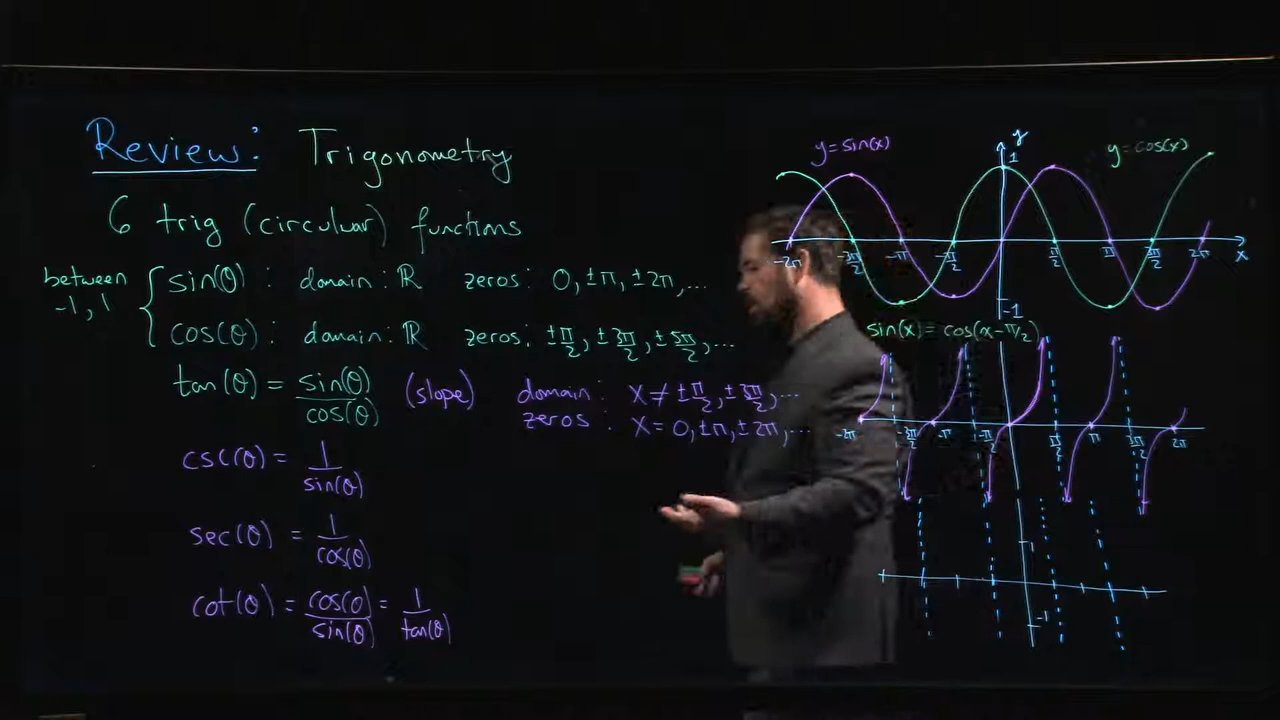 Review: Trigonometry
6 trig (circular) functions
between -1, 1
sin(θ) : domain: ℝ zeros: 0, ±π, ±2π, ...
cos(θ) : domain: ℝ zeros: ±π/2, ±3π/2, ±5π/2, ...
tan(θ) = sin(θ)/cos(θ) (slope) domain: x ≠ ±π/2, ±3π/2, ...
zeros: x = 0, ±π, ±2π, ...
csc(θ) = 1/sin(θ)
sec(θ) = 1/cos(θ)
cot(θ) = cos(θ)/sin(θ) = 1/tan(θ)
y
y=sin(x) 1 y=cos(x)
-2π -3π/2 -π -π/2 π/2 π 3π/2 2π x
-1
sin(x) = cos(x-π/2)
-2π -3π/2 -π -π/2 π/2 π 3π/2 2π
1
-1